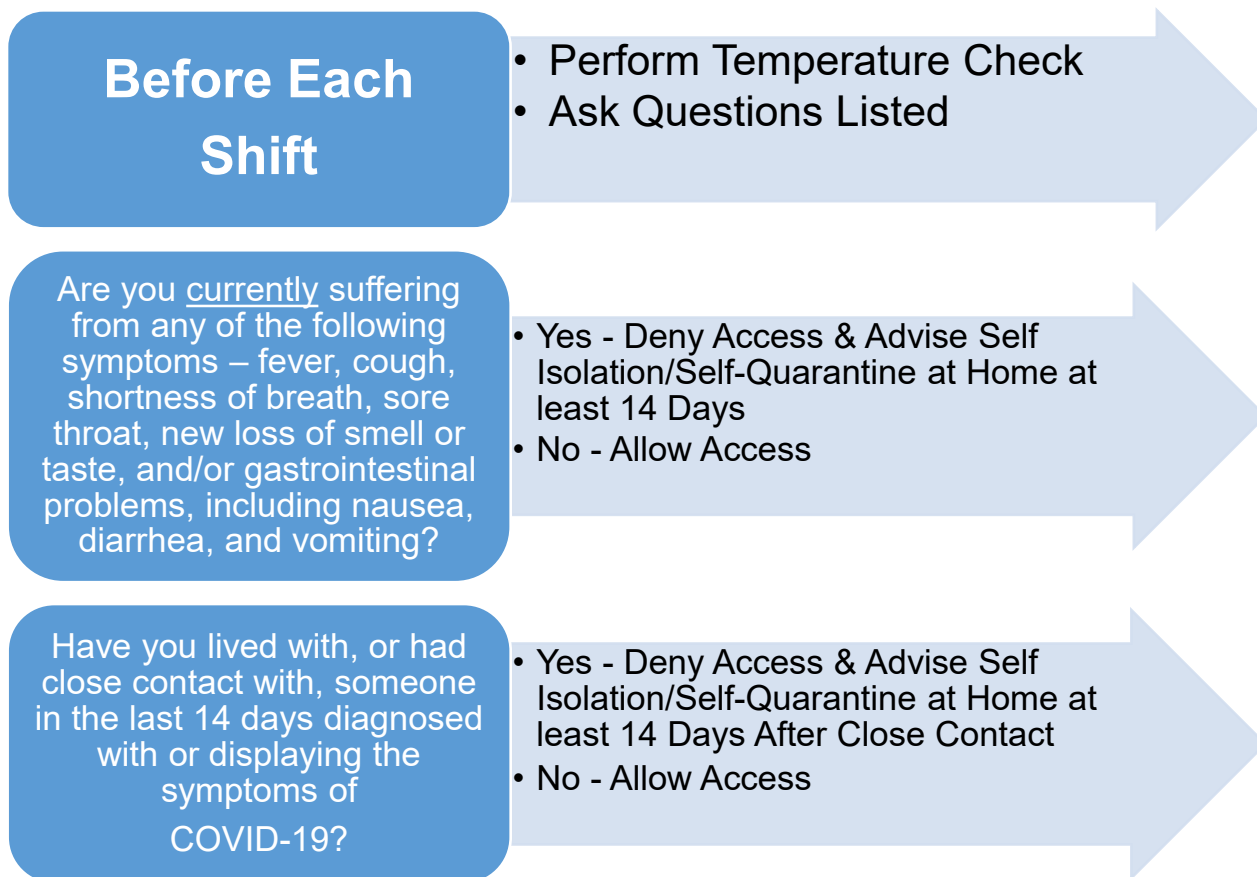 Before Each
Shift
• Perform Temperature Check
• Ask Questions Listed
Are you currently suffering
from any of the following
symptoms – fever, cough,
shortness of breath, sore
throat, new loss of smell or
taste, and/or gastrointestinal
problems, including nausea,
diarrhea, and vomiting?
• Yes - Deny Access & Advise Self
Isolation/Self-Quarantine at Home at
least 14 Days
• No - Allow Access
Have you lived with, or had
close contact with, someone
in the last 14 days diagnosed
with or displaying the
symptoms of
COVID-19?
• Yes - Deny Access & Advise Self
Isolation/Self-Quarantine at Home at
least 14 Days After Close Contact
• No - Allow Access